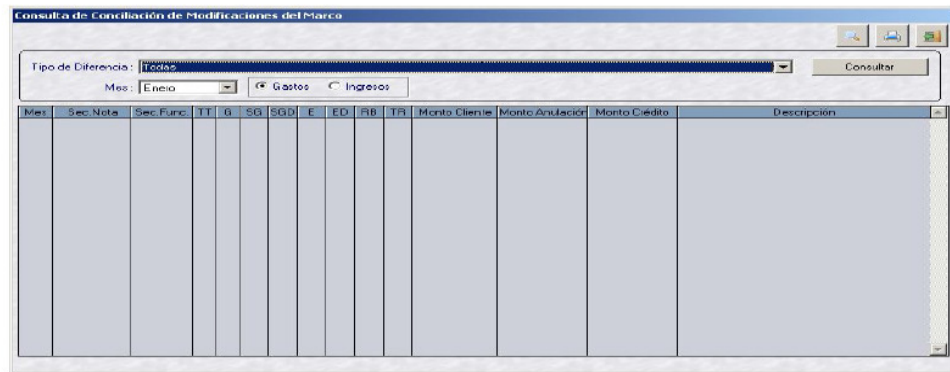 Consulta de Conciliación de Modificaciones del Marco
Tipo de Diferencia: Todas Consultar
Mes: Enero Gastos Ingresos
Mes Sec.Nota Sec.Func. TT G SG SGD E ED RB TR Monto Cliente Monto Anulación Monto Crédito Descripción